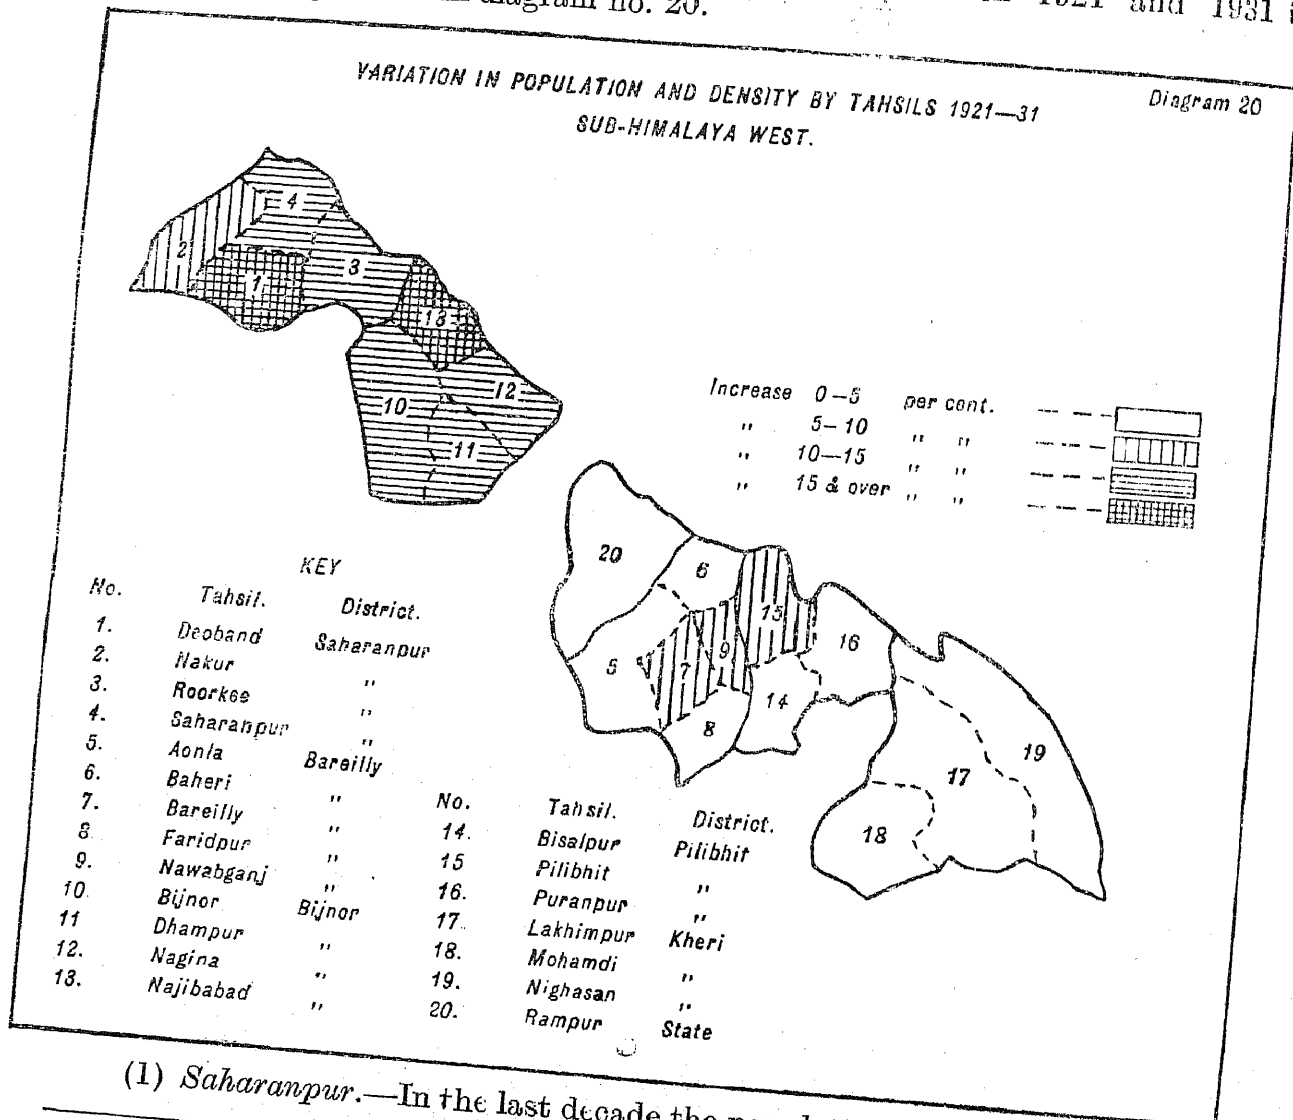 diagram no. 20.
1921 and 1931
VARIATION IN POPULATION AND DENSITY BY TAHSILS 1921—31
Diagram 20
SUB-HIMALAYA WEST.
4
2
1
3
13
10
12
11
Increase 0—5 per cent.
" 5—10 " "
" 10—15 " "
" 15 & over " "
20
6
15
16
5
7
9
14
8
19
17
18
KEY
No. Tahsil. District.
1. Deoband Saharanpur
2. Nakur "
3. Roorkee "
4. Saharanpur "
5. Aonla Bareilly
6. Baheri "
7. Bareilly "
8 Faridpur "
9. Nawabganj "
10. Bijnor Bijnor
11 Dhampur "
12. Nagina "
13. Najibabad "
No. Tahsil. District.
14. Bisalpur Pilibhit
15 Pilibhit "
16. Puranpur "
17. Lakhimpur Kheri
18. Mohamdi "
19. Nighasan "
20. Rampur State
(1) Saharanpur.—In the last decade the